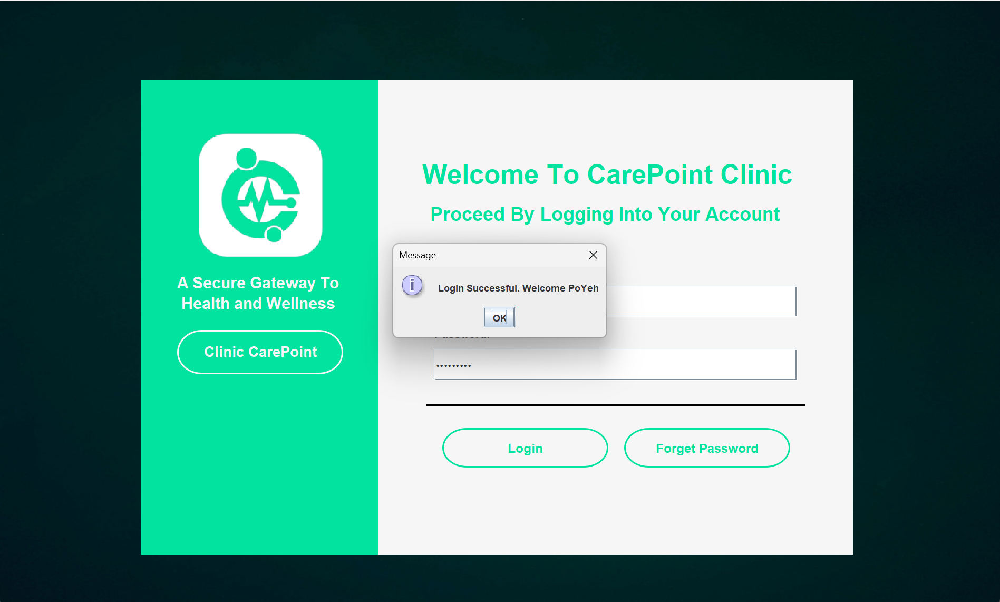 A Secure Gateway To
Health and Wellness
Clinic CarePoint
Welcome To CarePoint Clinic
Proceed By Logging Into Your Account
Message
Login Successful. Welcome PoYeh
OK
•••••••••
Login
Forget Password